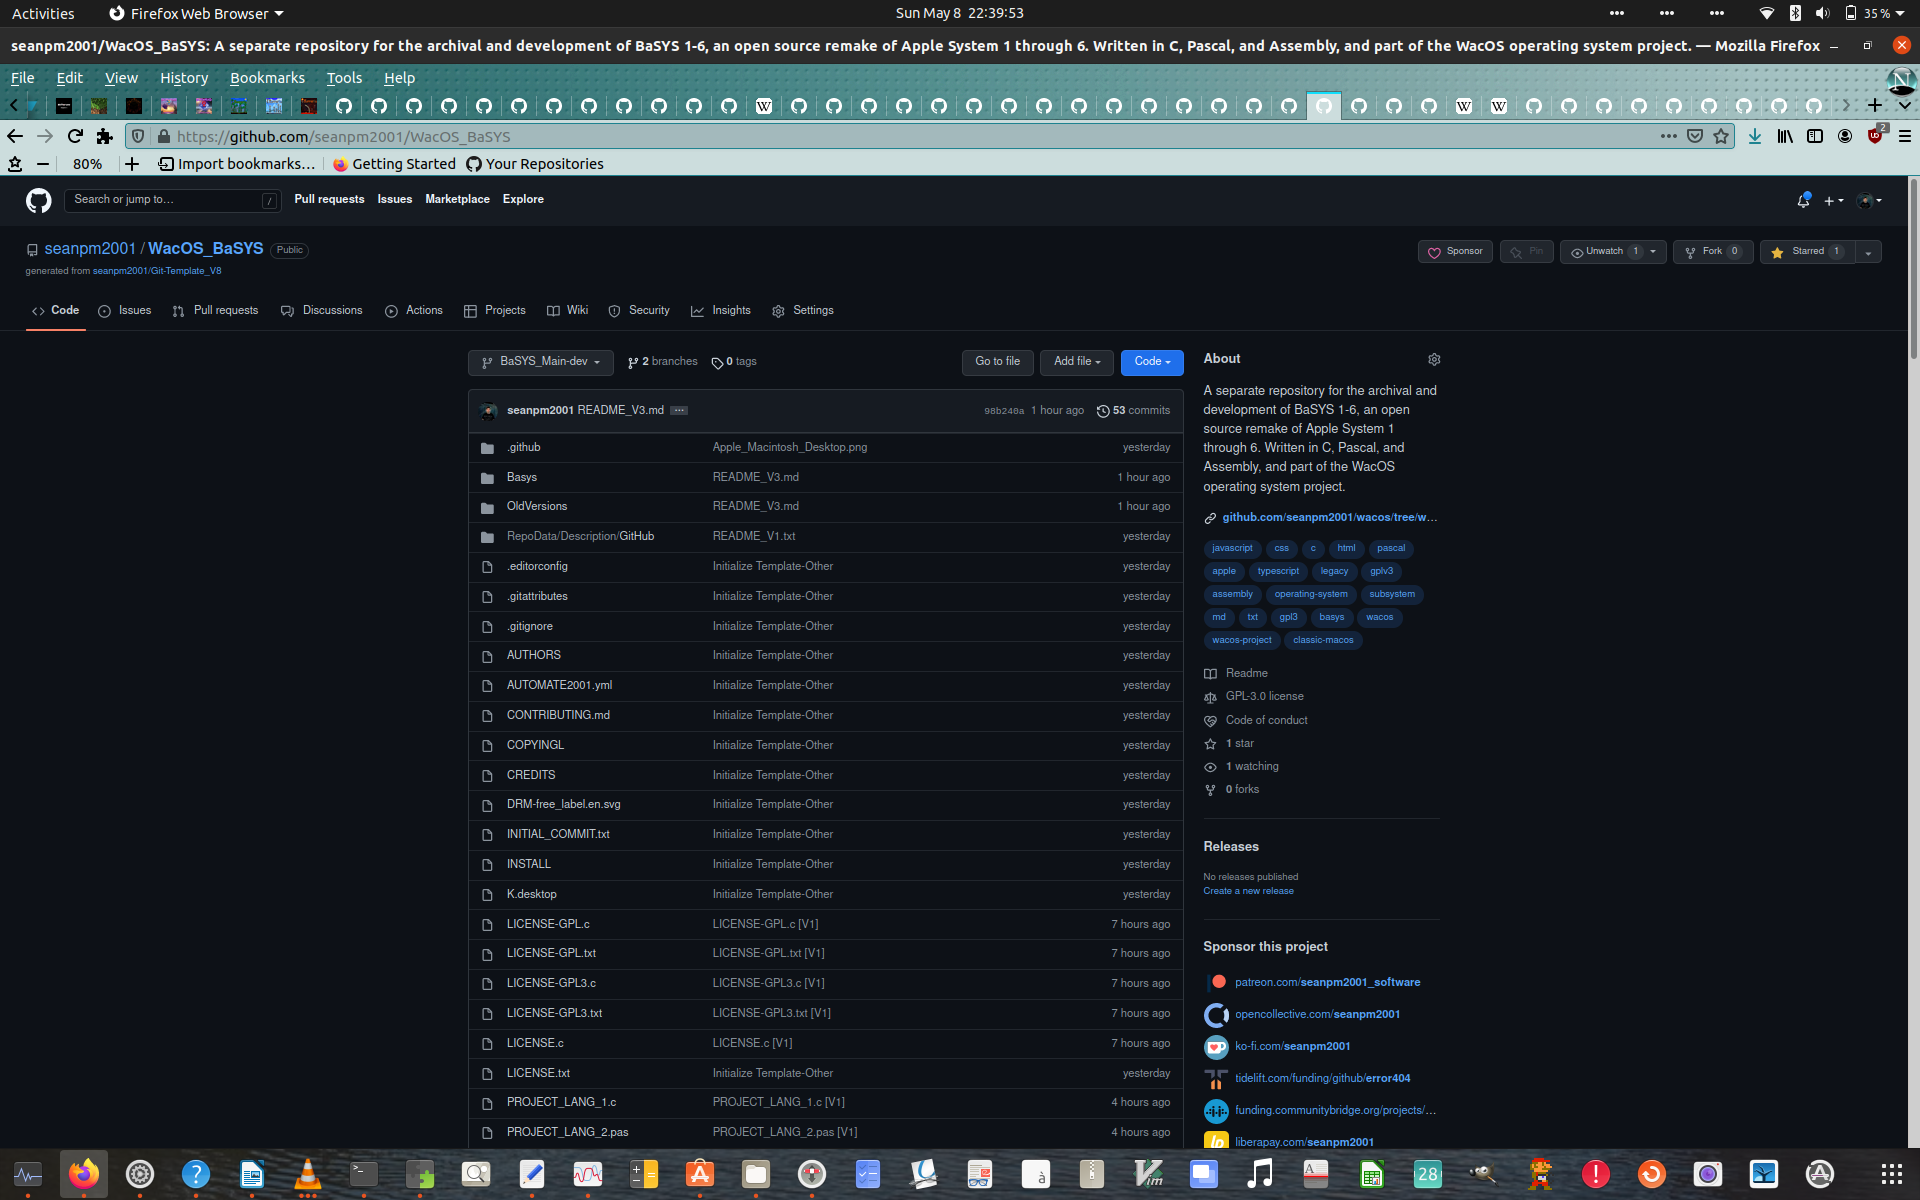 Activities Firefox Web Browser Sun May 8 22:39:53 35 %
seanpm2001/WacOS_BaSYS: A separate repository for the archival and development of BaSYS 1-6, an open source remake of Apple System 1 through 6. Written in C, Pascal, and Assembly, and part of the WacOS operating system project. — Mozilla Firefox
File Edit View History Bookmarks Tools Help
https://github.com/seanpm2001/WacOS_BaSYS 2
80% Import bookmarks... Getting Started Your Repositories
Search or jump to... / Pull requests Issues Marketplace Explore
seanpm2001 / WacOS_BaSYS Public
Sponsor Pin Unwatch 1 Fork 0 Starred 1
generated from seanpm2001/Git-Template_V8
Code Issues Pull requests Discussions Actions Projects Wiki Security Insights Settings
BaSYS_Main-dev 2 branches 0 tags Go to file Add file Code
seanpm2001 README_V3.md ... 98b240a 1 hour ago 53 commits
.github Apple_Macintosh_Desktop.png yesterday
Basys README_V3.md 1 hour ago
OldVersions README_V3.md 1 hour ago
RepoData/Description/GitHub README_V1.txt yesterday
.editorconfig Initialize Template-Other yesterday
.gitattributes Initialize Template-Other yesterday
.gitignore Initialize Template-Other yesterday
AUTHORS Initialize Template-Other yesterday
AUTOMATE2001.yml Initialize Template-Other yesterday
CONTRIBUTING.md Initialize Template-Other yesterday
COPYINGL Initialize Template-Other yesterday
CREDITS Initialize Template-Other yesterday
DRM-free_label.en.svg Initialize Template-Other yesterday
INITIAL_COMMIT.txt Initialize Template-Other yesterday
INSTALL Initialize Template-Other yesterday
K.desktop Initialize Template-Other yesterday
LICENSE-GPL.c LICENSE-GPL.c [V1] 7 hours ago
LICENSE-GPL.txt LICENSE-GPL.txt [V1] 7 hours ago
LICENSE-GPL3.c LICENSE-GPL3.c [V1] 7 hours ago
LICENSE-GPL3.txt LICENSE-GPL3.txt [V1] 7 hours ago
LICENSE.c LICENSE.c [V1] 7 hours ago
LICENSE.txt Initialize Template-Other yesterday
PROJECT_LANG_1.c PROJECT_LANG_1.c [V1] 4 hours ago
PROJECT_LANG_2.pas PROJECT_LANG_2.pas [V1] 4 hours ago
About
A separate repository for the archival and
development of BaSYS 1-6, an open
source remake of Apple System 1
through 6. Written in C, Pascal, and
Assembly, and part of the WacOS
operating system project.
github.com/seanpm2001/wacos/tree/w...
javascript css c html pascal
apple typescript legacy gplv3
assembly operating-system subsystem
md txt gpl3 basys wacos
wacos-project classic-macos
Readme
GPL-3.0 license
Code of conduct
1 star
1 watching
0 forks
Releases
No releases published
Create a new release
Sponsor this project
patreon.com/seanpm2001_software
opencollective.com/seanpm2001
ko-fi.com/seanpm2001
tidelift.com/funding/github/error404
funding.communitybridge.org/projects/...
liberapay.com/seanpm2001
28